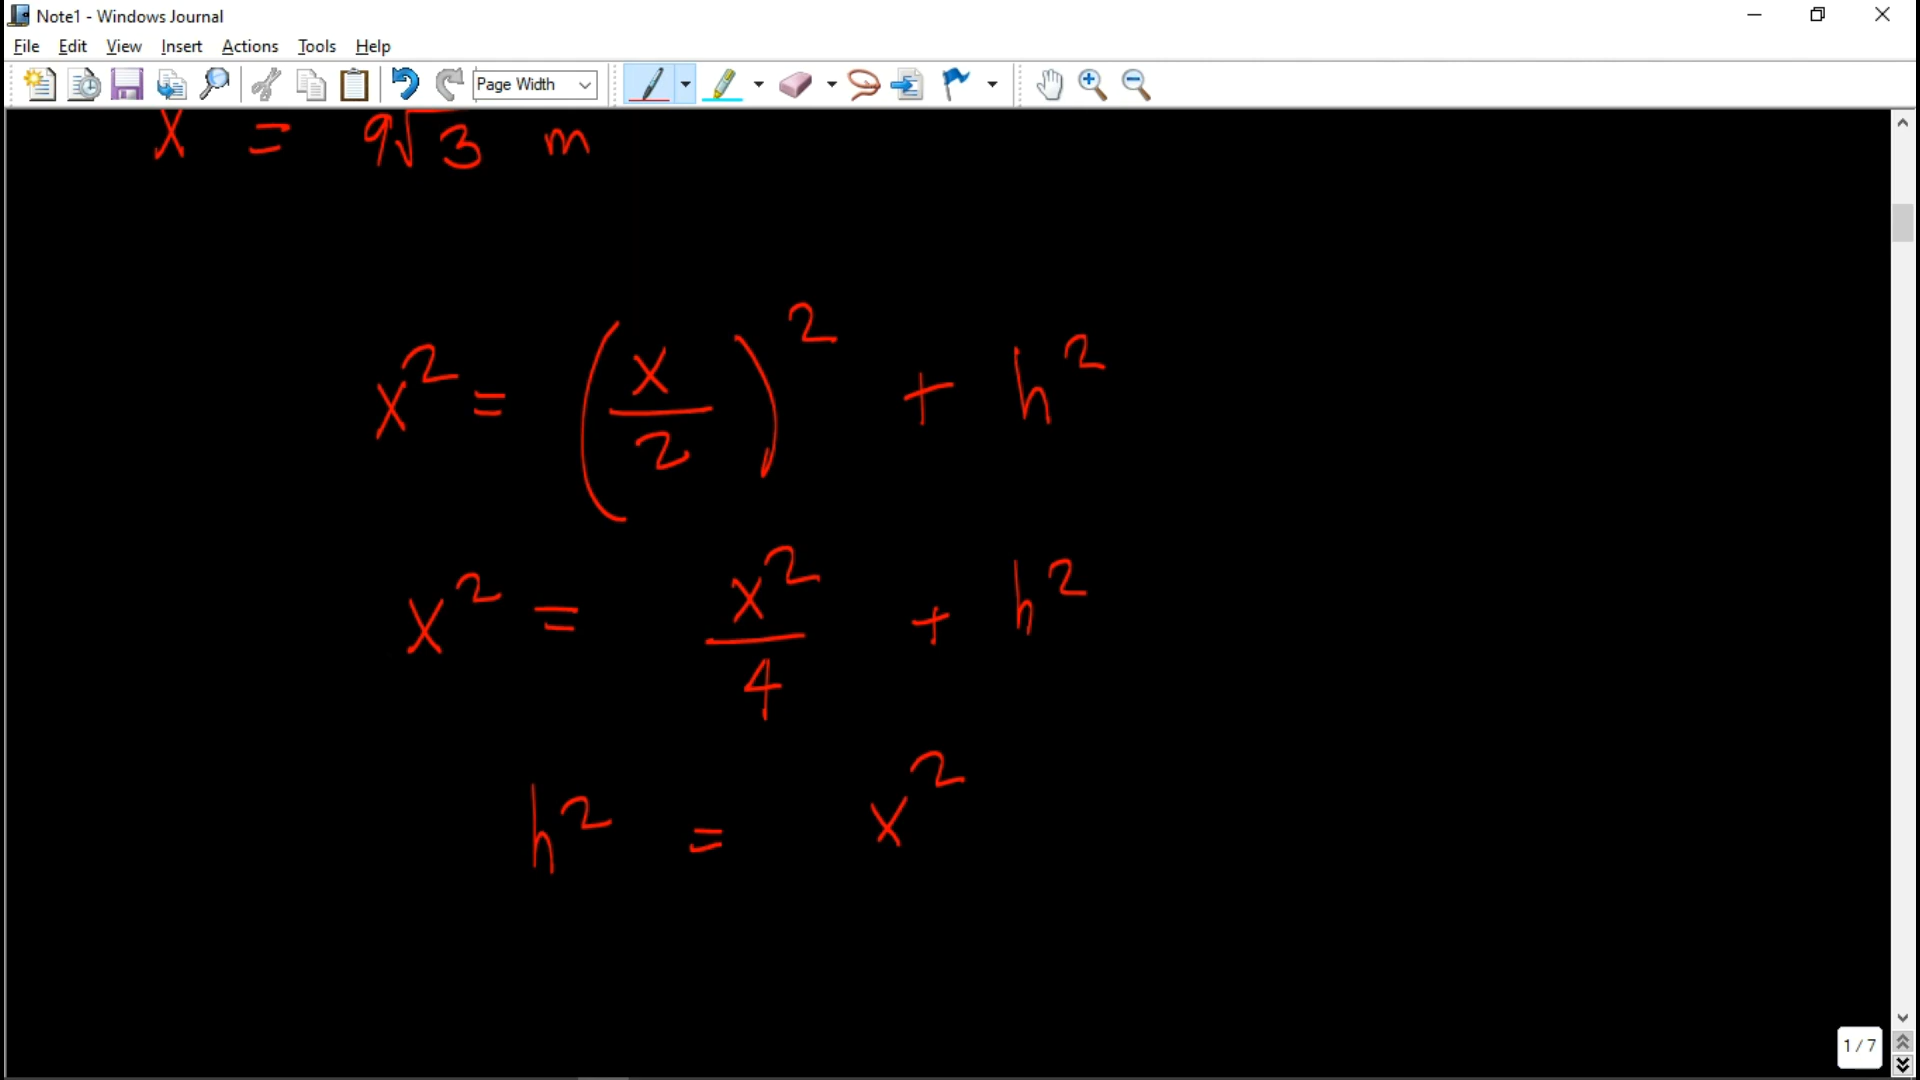 Note1 - Windows Journal
File Edit View Insert Actions Tools Help
Page Width
x = 9√3 m
x² = (x/2)² + h²
x² = x²/4 + h²
h² = x²
1 / 7